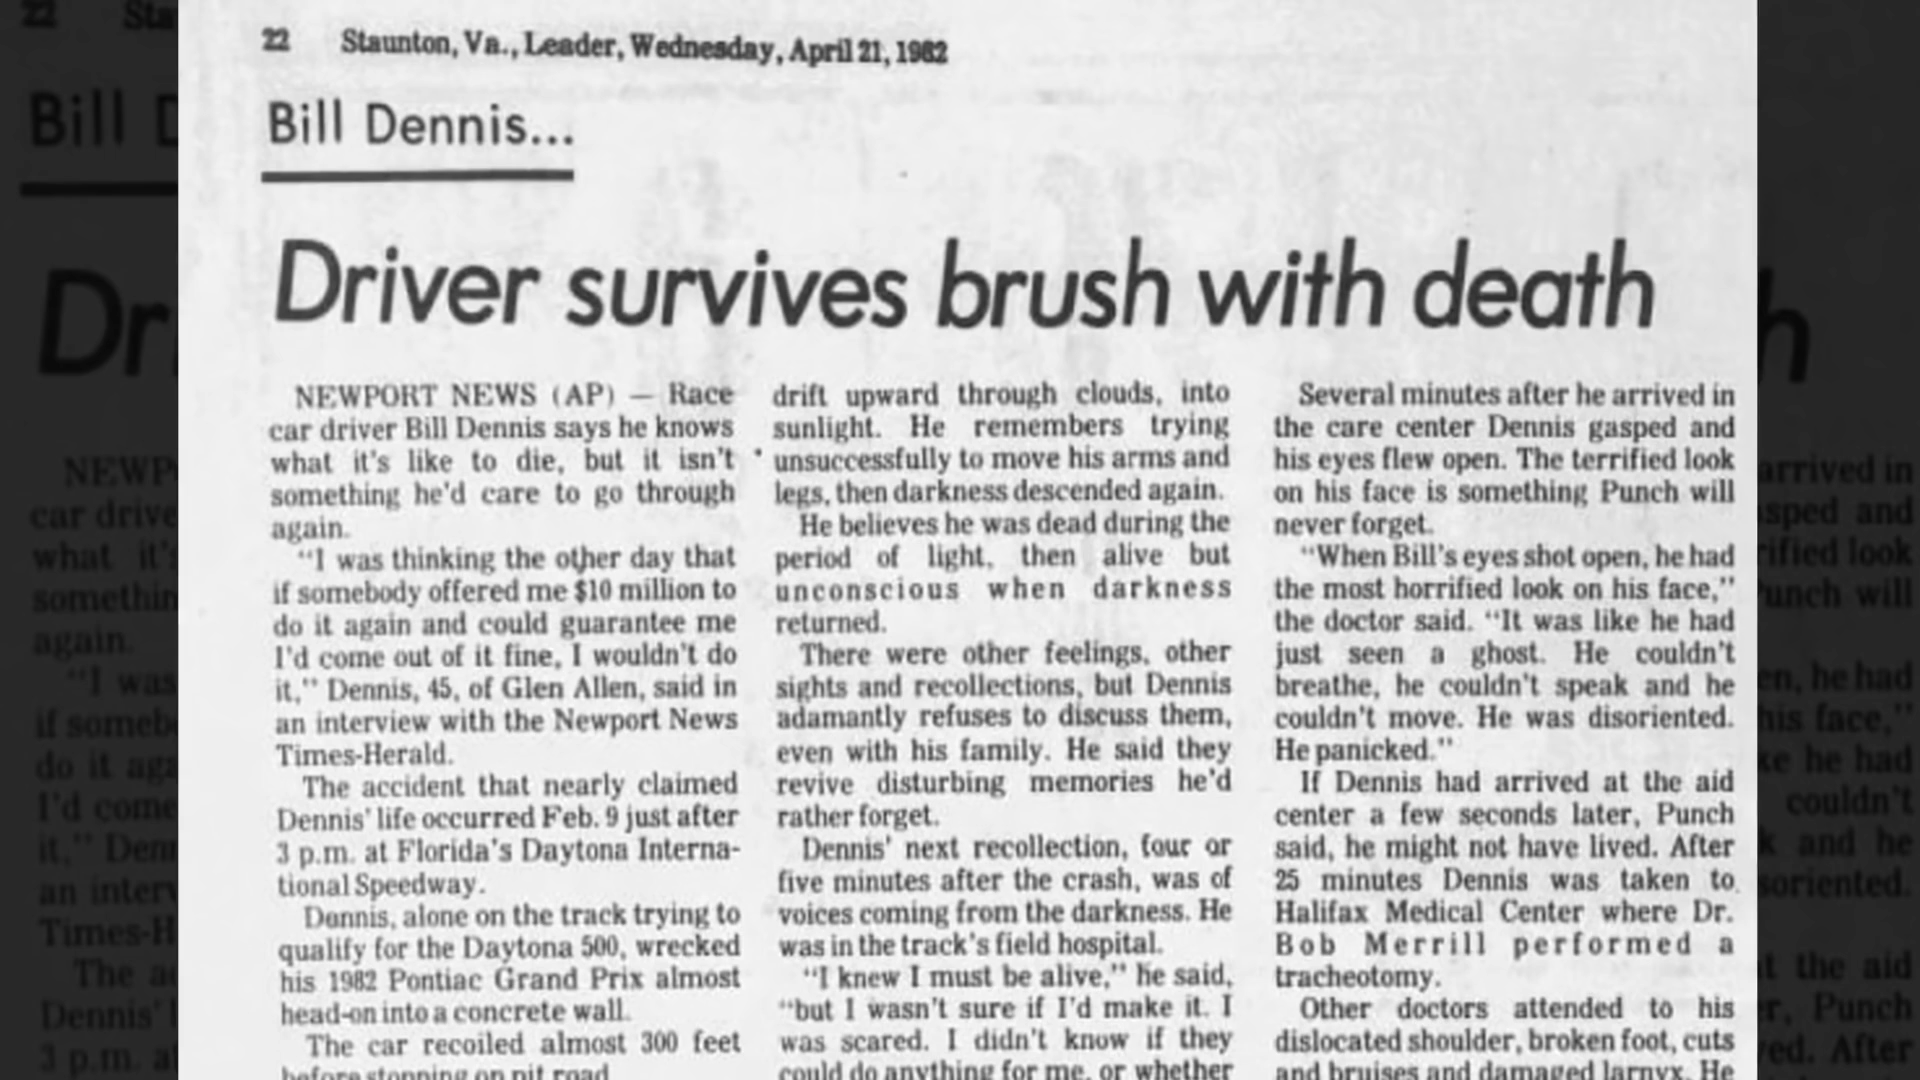 22 Staunton, Va., Leader, Wednesday, April 21, 1982
Bill Dennis...
Driver survives brush with death
NEWPORT NEWS (AP) — Race
car driver Bill Dennis says he knows
what it's like to die, but it isn't
something he'd care to go through
again.
"I was thinking the other day that
if somebody offered me $10 million to
do it again and could guarantee me
I'd come out of it fine, I wouldn't do
it," Dennis, 45, of Glen Allen, said in
an interview with the Newport News
Times-Herald.
The accident that nearly claimed
Dennis' life occurred Feb. 9 just after
3 p.m. at Florida's Daytona Interna-
tional Speedway.
Dennis, alone on the track trying to
qualify for the Daytona 500, wrecked
his 1982 Pontiac Grand Prix almost
head-on into a concrete wall.
The car recoiled almost 300 feet
before stopping on pit road
drift upward through clouds, into
sunlight. He remembers trying
unsuccessfully to move his arms and
legs, then darkness descended again.
He believes he was dead during the
period of light, then alive but
unconscious when darkness
returned.
There were other feelings, other
sights and recollections, but Dennis
adamantly refuses to discuss them,
even with his family. He said they
revive disturbing memories he'd
rather forget.
Dennis' next recollection, four or
five minutes after the crash, was of
voices coming from the darkness. He
was in the track's field hospital.
"I knew I must be alive," he said,
"but I wasn't sure if I'd make it. I
was scared. I didn't know if they
could do anything for me, or whether
Several minutes after he arrived in
the care center Dennis gasped and
his eyes flew open. The terrified look
on his face is something Punch will
never forget.
"When Bill's eyes shot open, he had
the most horrified look on his face,"
the doctor said. "It was like he had
just seen a ghost. He couldn't
breathe, he couldn't speak and he
couldn't move. He was disoriented.
He panicked."
If Dennis had arrived at the aid
center a few seconds later, Punch
said, he might not have lived. After
25 minutes Dennis was taken to
Halifax Medical Center where Dr.
Bob Merrill performed a
tracheotomy.
Other doctors attended to his
dislocated shoulder, broken foot, cuts
and bruises and damaged larnyx. He